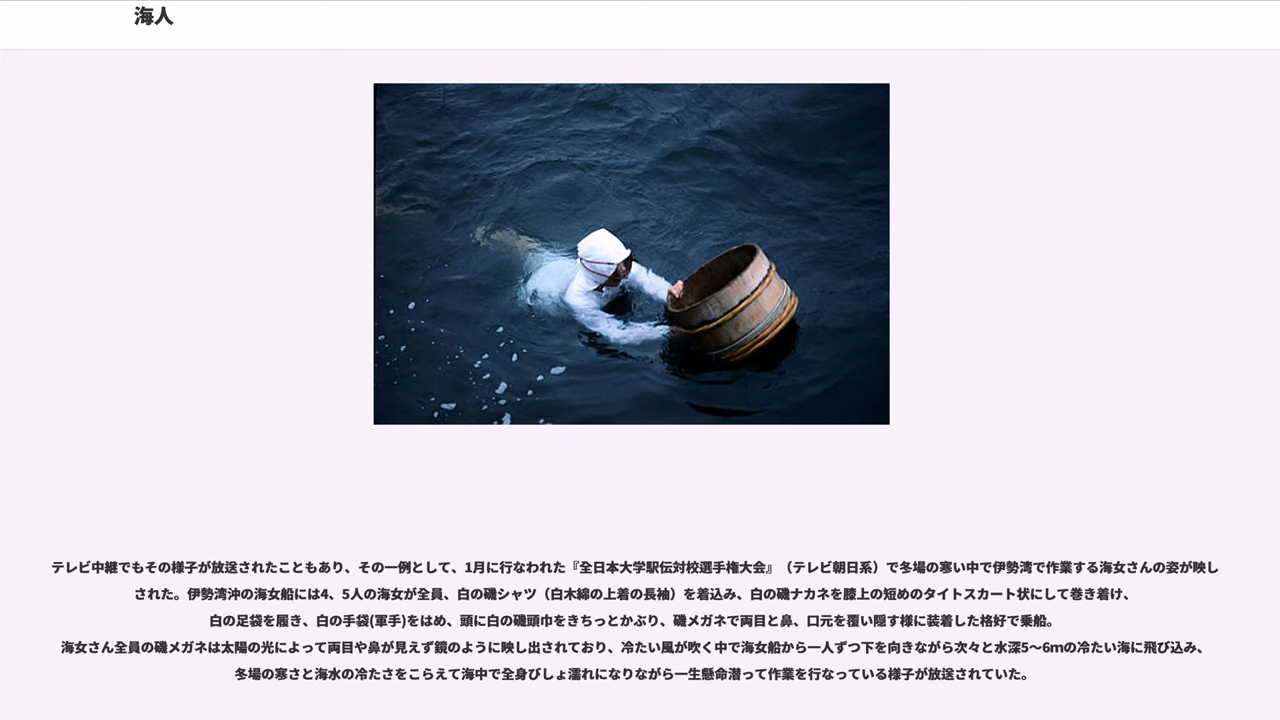 海人
テレビ中継でもその様子が放送されたこともあり、その一例として、1月に行なわれた『全日本大学駅伝対校選手権大会』（テレビ朝日系）で冬場の寒い中で伊勢湾で作業する海女さんの姿が映し
された。伊勢湾沖の海女船には4、5人の海女が全員、白の磯シャツ（白木綿の上着の長袖）を着込み、白の磯ナカネを膝上の短めのタイトスカート状にして巻き着け、
白の足袋を履き、白の手袋(軍手)をはめ、頭に白の磯頭巾をきちっとかぶり、磯メガネで両目と鼻、口元を覆い隠す様に装着した格好で乗船。
海女さん全員の磯メガネは太陽の光によって両目や鼻が見えず鏡のように映し出されており、冷たい風が吹く中で海女船から一人ずつ下を向きながら次々と水深5〜6mの冷たい海に飛び込み、
冬場の寒さと海水の冷たさをこらえて海中で全身びしょ濡れになりながら一生懸命潜って作業を行なっている様子が放送されていた。